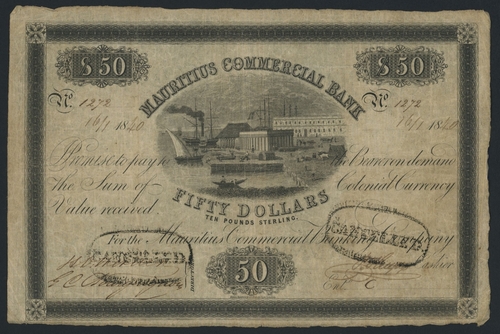 $50 $50
MAURITIUS COMMERCIAL BANK
No. 1272 No. 1272
16/1 1840 16/1 1840
I Promise to pay to the Bearer on demand
the Sum of Colonial Currency
FIFTY DOLLARS
Value received
TEN POUNDS STERLING.
CANCELLED
For the Mauritius Commercial Banking Company
CANCELLED
50